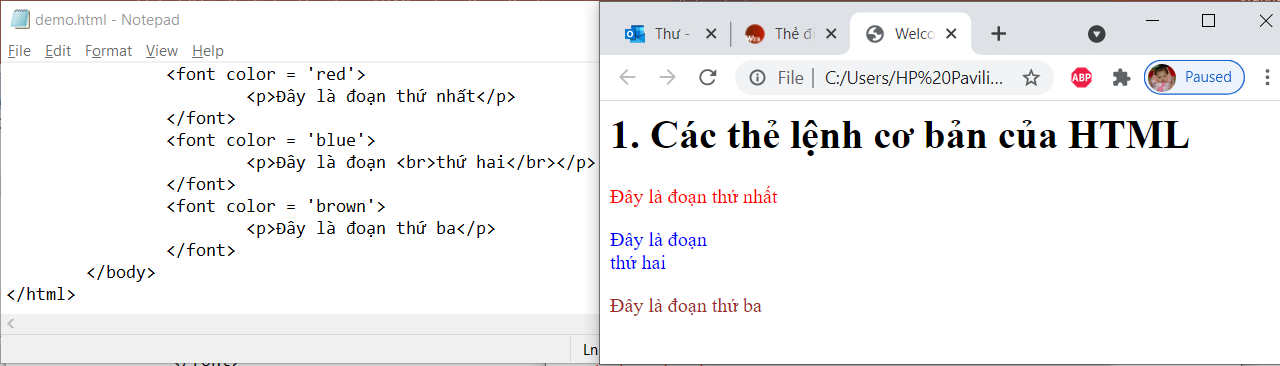 demo.html - Notepad
File Edit Format View Help
<font color = 'red'>
<p>Đây là đoạn thứ nhất</p>
</font>
<font color = 'blue'>
<p>Đây là đoạn <br>thứ hai</br></p>
</font>
<font color = 'brown'>
<p>Đây là đoạn thứ ba</p>
</font>
</body>
</html>
Ln
Thư -
Thẻ
Welco
File
C:/Users/HP%20Pavili...
ABP
Paused
1. Các thẻ lệnh cơ bản của HTML
Đây là đoạn thứ nhất
Đây là đoạn
thứ hai
Đây là đoạn thứ ba